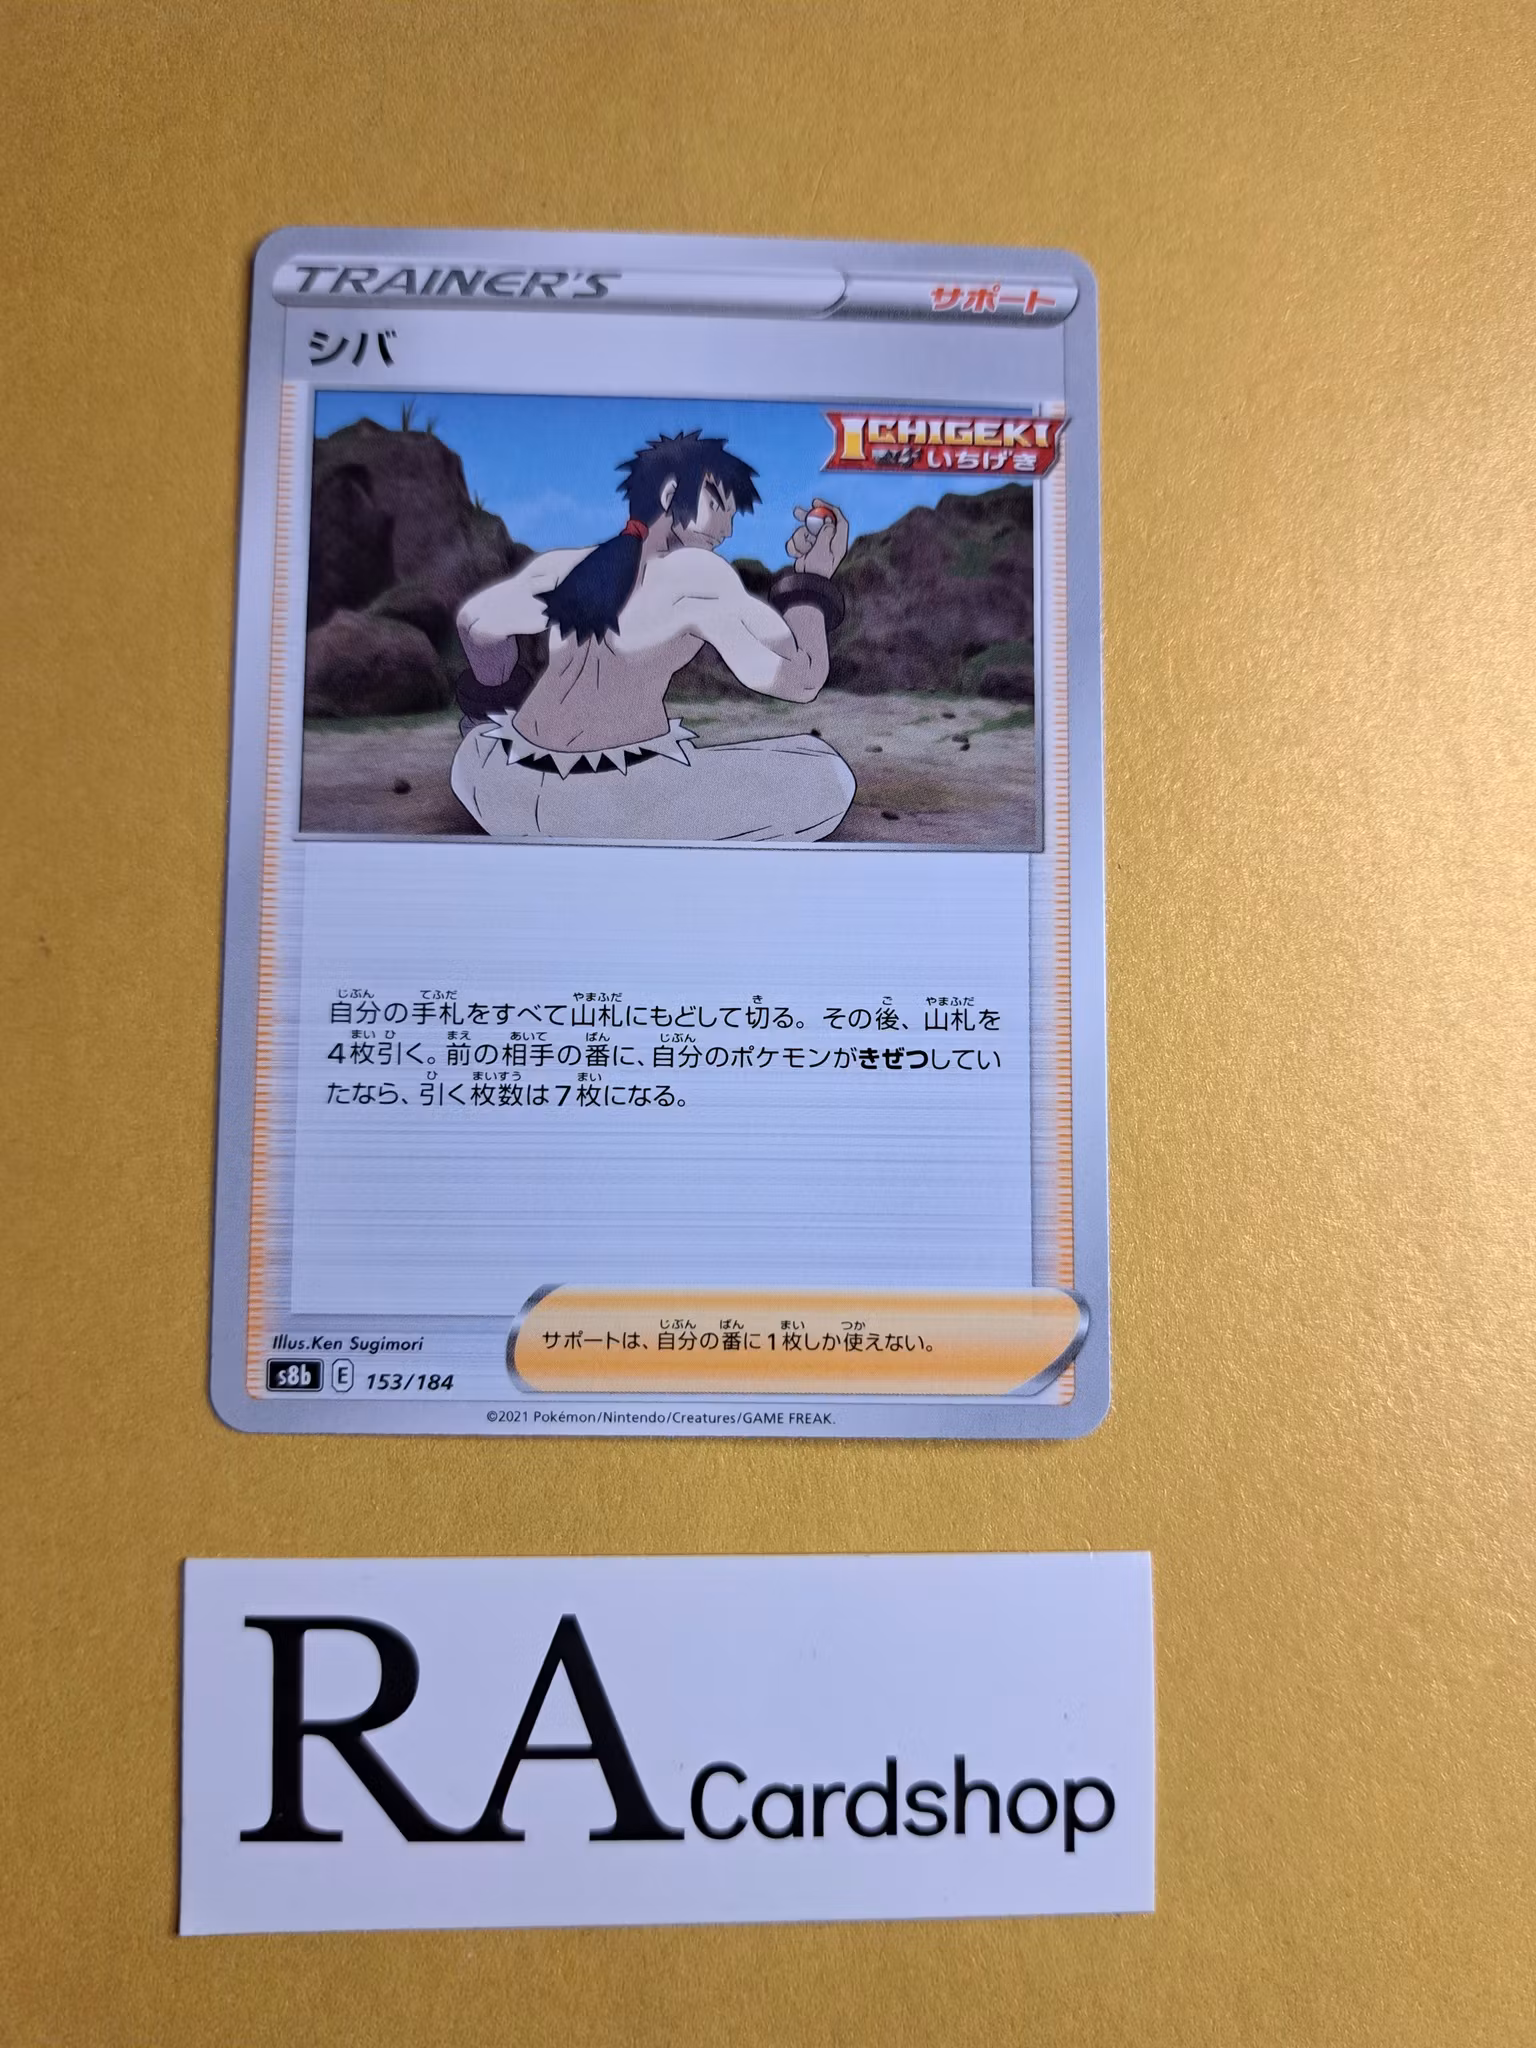 TRAINER'S
サポート
シバ
ICHIGEKI
いちげき
自分の手札をすべて山札にもどして切る。その後、山札を
4枚引く。前の相手の番に、自分のポケモンがきぜつしてい
たなら、引く枚数は7枚になる。
サポートは、自分の番に1枚しか使えない。
Illus.Ken Sugimori
s8b E 153/184
©2021 Pokémon/Nintendo/Creatures/GAME FREAK.
RA Cardshop